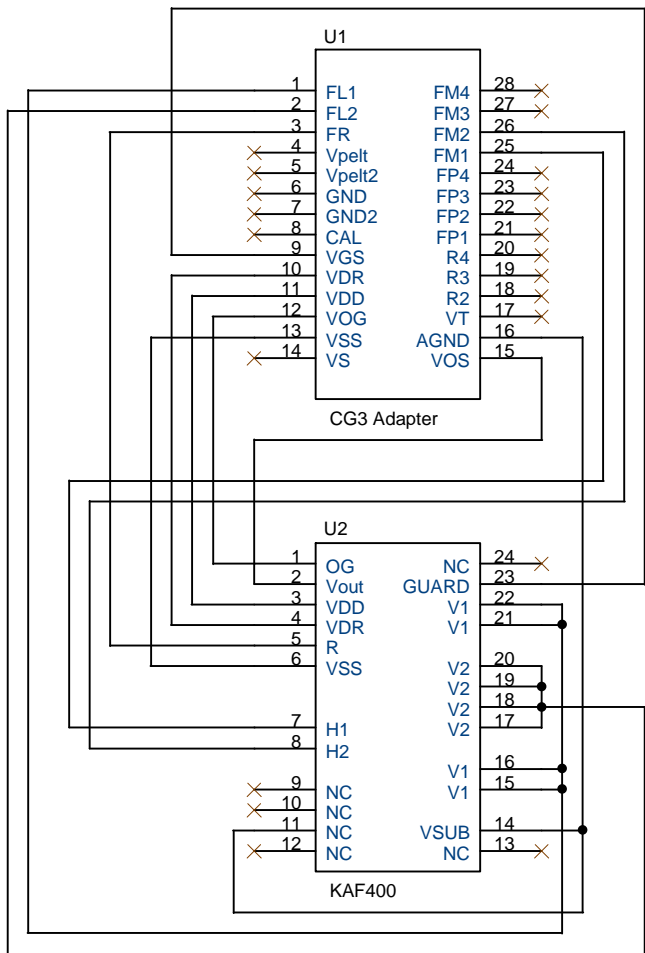 U1
1 FL1 FM4 28
2 FL2 FM3 27
3 FR FM2 26
4 Vpelt FM1 25
5 Vpelt2 FP4 24
6 GND FP3 23
7 GND2 FP2 22
8 CAL FP1 21
9 VGS R4 20
10 VDR R3 19
11 VDD R2 18
12 VOG VT 17
13 VSS AGND 16
14 VS VOS 15
CG3 Adapter
U2
1 OG NC 24
2 Vout GUARD 23
3 VDD V1 22
4 VDR V1 21
5 R
6 VSS V2 20
V2 19
V2 18
7 H1 V2 17
8 H2
V1 16
9 NC V1 15
10 NC
11 NC VSUB 14
12 NC NC 13
KAF400